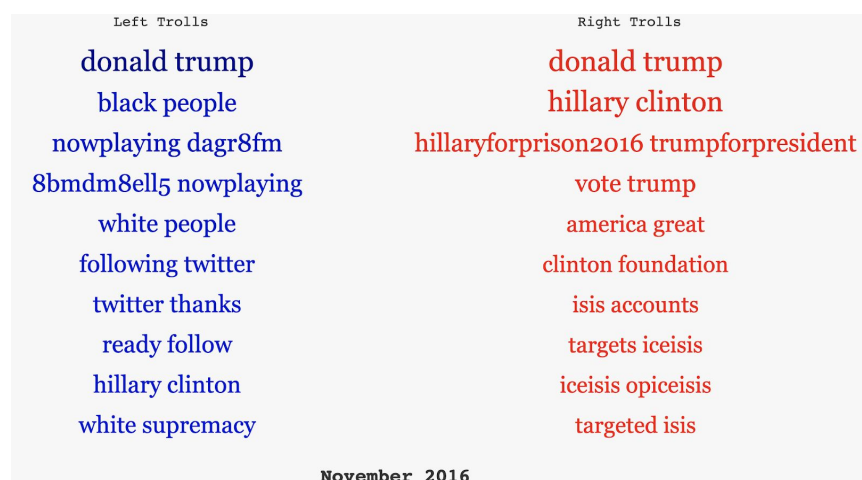 Left Trolls
donald trump
black people
nowplaying dagr8fm
8bmdm8ell5 nowplaying
white people
following twitter
twitter thanks
ready follow
hillary clinton
white supremacy
Right Trolls
donald trump
hillary clinton
hillaryforprison2016 trumpforpresident
vote trump
america great
clinton foundation
isis accounts
targets iceisis
iceisis opiceisis
targeted isis
November 2016